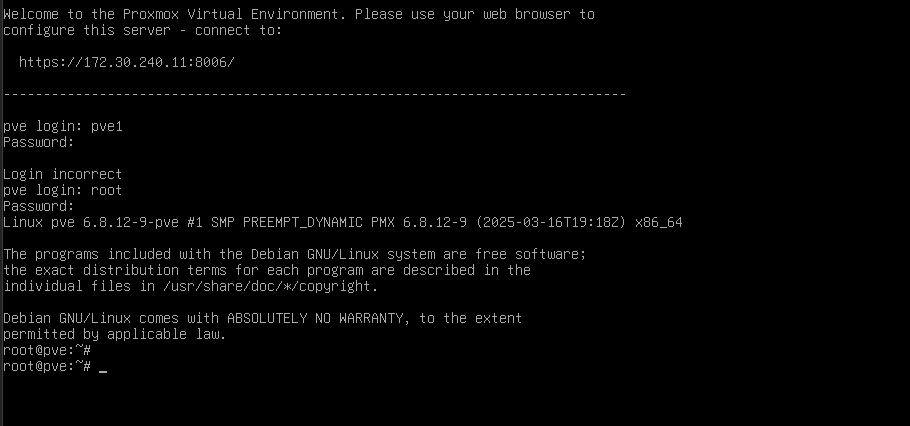 Welcome to the Proxmox Virtual Environment. Please use your web browser to
configure this server - connect to:
https://172.30.240.11:8006/
------------------------------------------------------------------------------
pve login: pve1
Password:
Login incorrect
pve login: root
Password:
Linux pve 6.8.12-9-pve #1 SMP PREEMPT_DYNAMIC PMX 6.8.12-9 (2025-03-16T19:18Z) x86_64
The programs included with the Debian GNU/Linux system are free software;
the exact distribution terms for each program are described in the
individual files in /usr/share/doc/*/copyright.
Debian GNU/Linux comes with ABSOLUTELY NO WARRANTY, to the extent
permitted by applicable law.
root@pve:~#
root@pve:~# _